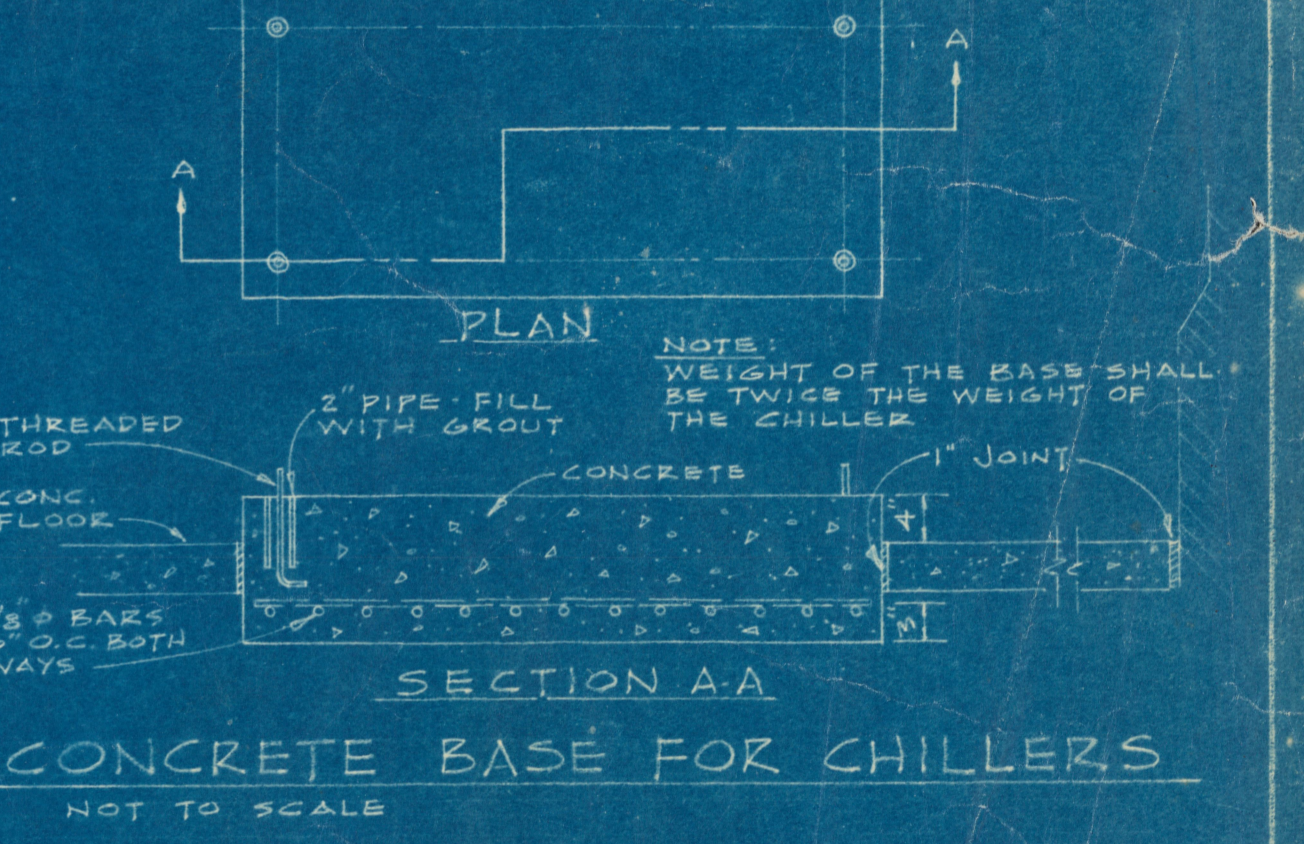 A
A
PLAN
NOTE:
WEIGHT OF THE BASE SHALL
BE TWICE THE WEIGHT OF
THE CHILLER
2" PIPE - FILL
WITH GROUT
THREADED
ROD
CONCRETE
1" JOINT
CONC.
FLOOR
4"
8" φ BARS
" O.C. BOTH
WAYS
3"
SECTION A-A
CONCRETE BASE FOR CHILLERS
NOT TO SCALE